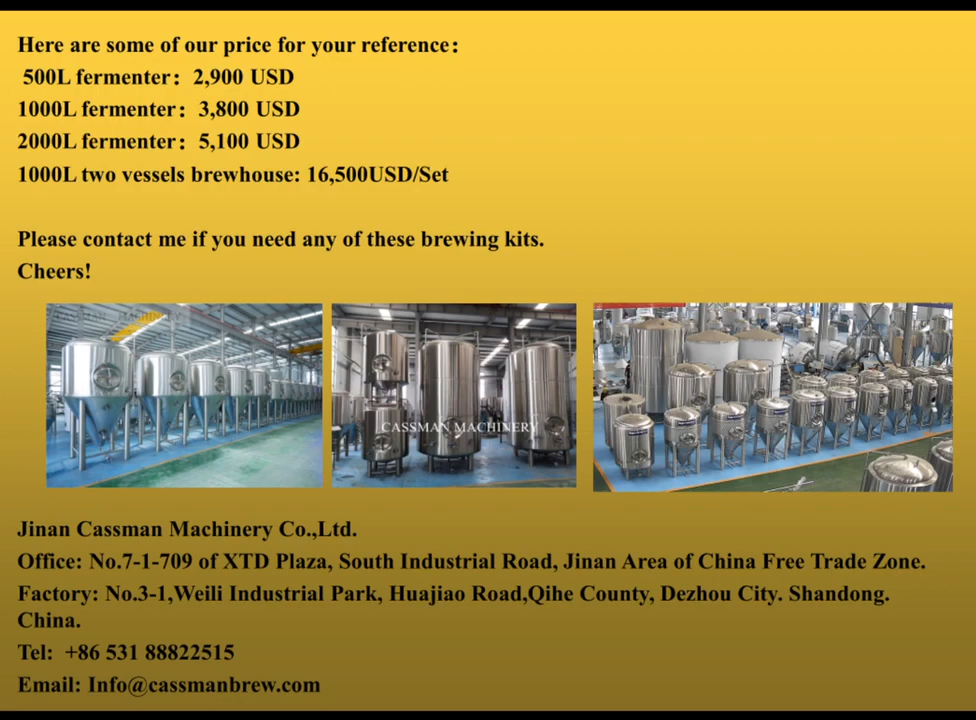 Here are some of our price for your reference：
500L fermenter：2,900 USD
1000L fermenter：3,800 USD
2000L fermenter：5,100 USD
1000L two vessels brewhouse: 16,500USD/Set
Please contact me if you need any of these brewing kits.
Cheers!
CASSMAN MACHINERY
CASSMAN MACHINERY
Jinan Cassman Machinery Co.,Ltd.
Office: No.7-1-709 of XTD Plaza, South Industrial Road, Jinan Area of China Free Trade Zone.
Factory: No.3-1,Weili Industrial Park, Huajiao Road,Qihe County, Dezhou City. Shandong.
China.
Tel: +86 531 88822515
Email: Info@cassmanbrew.com